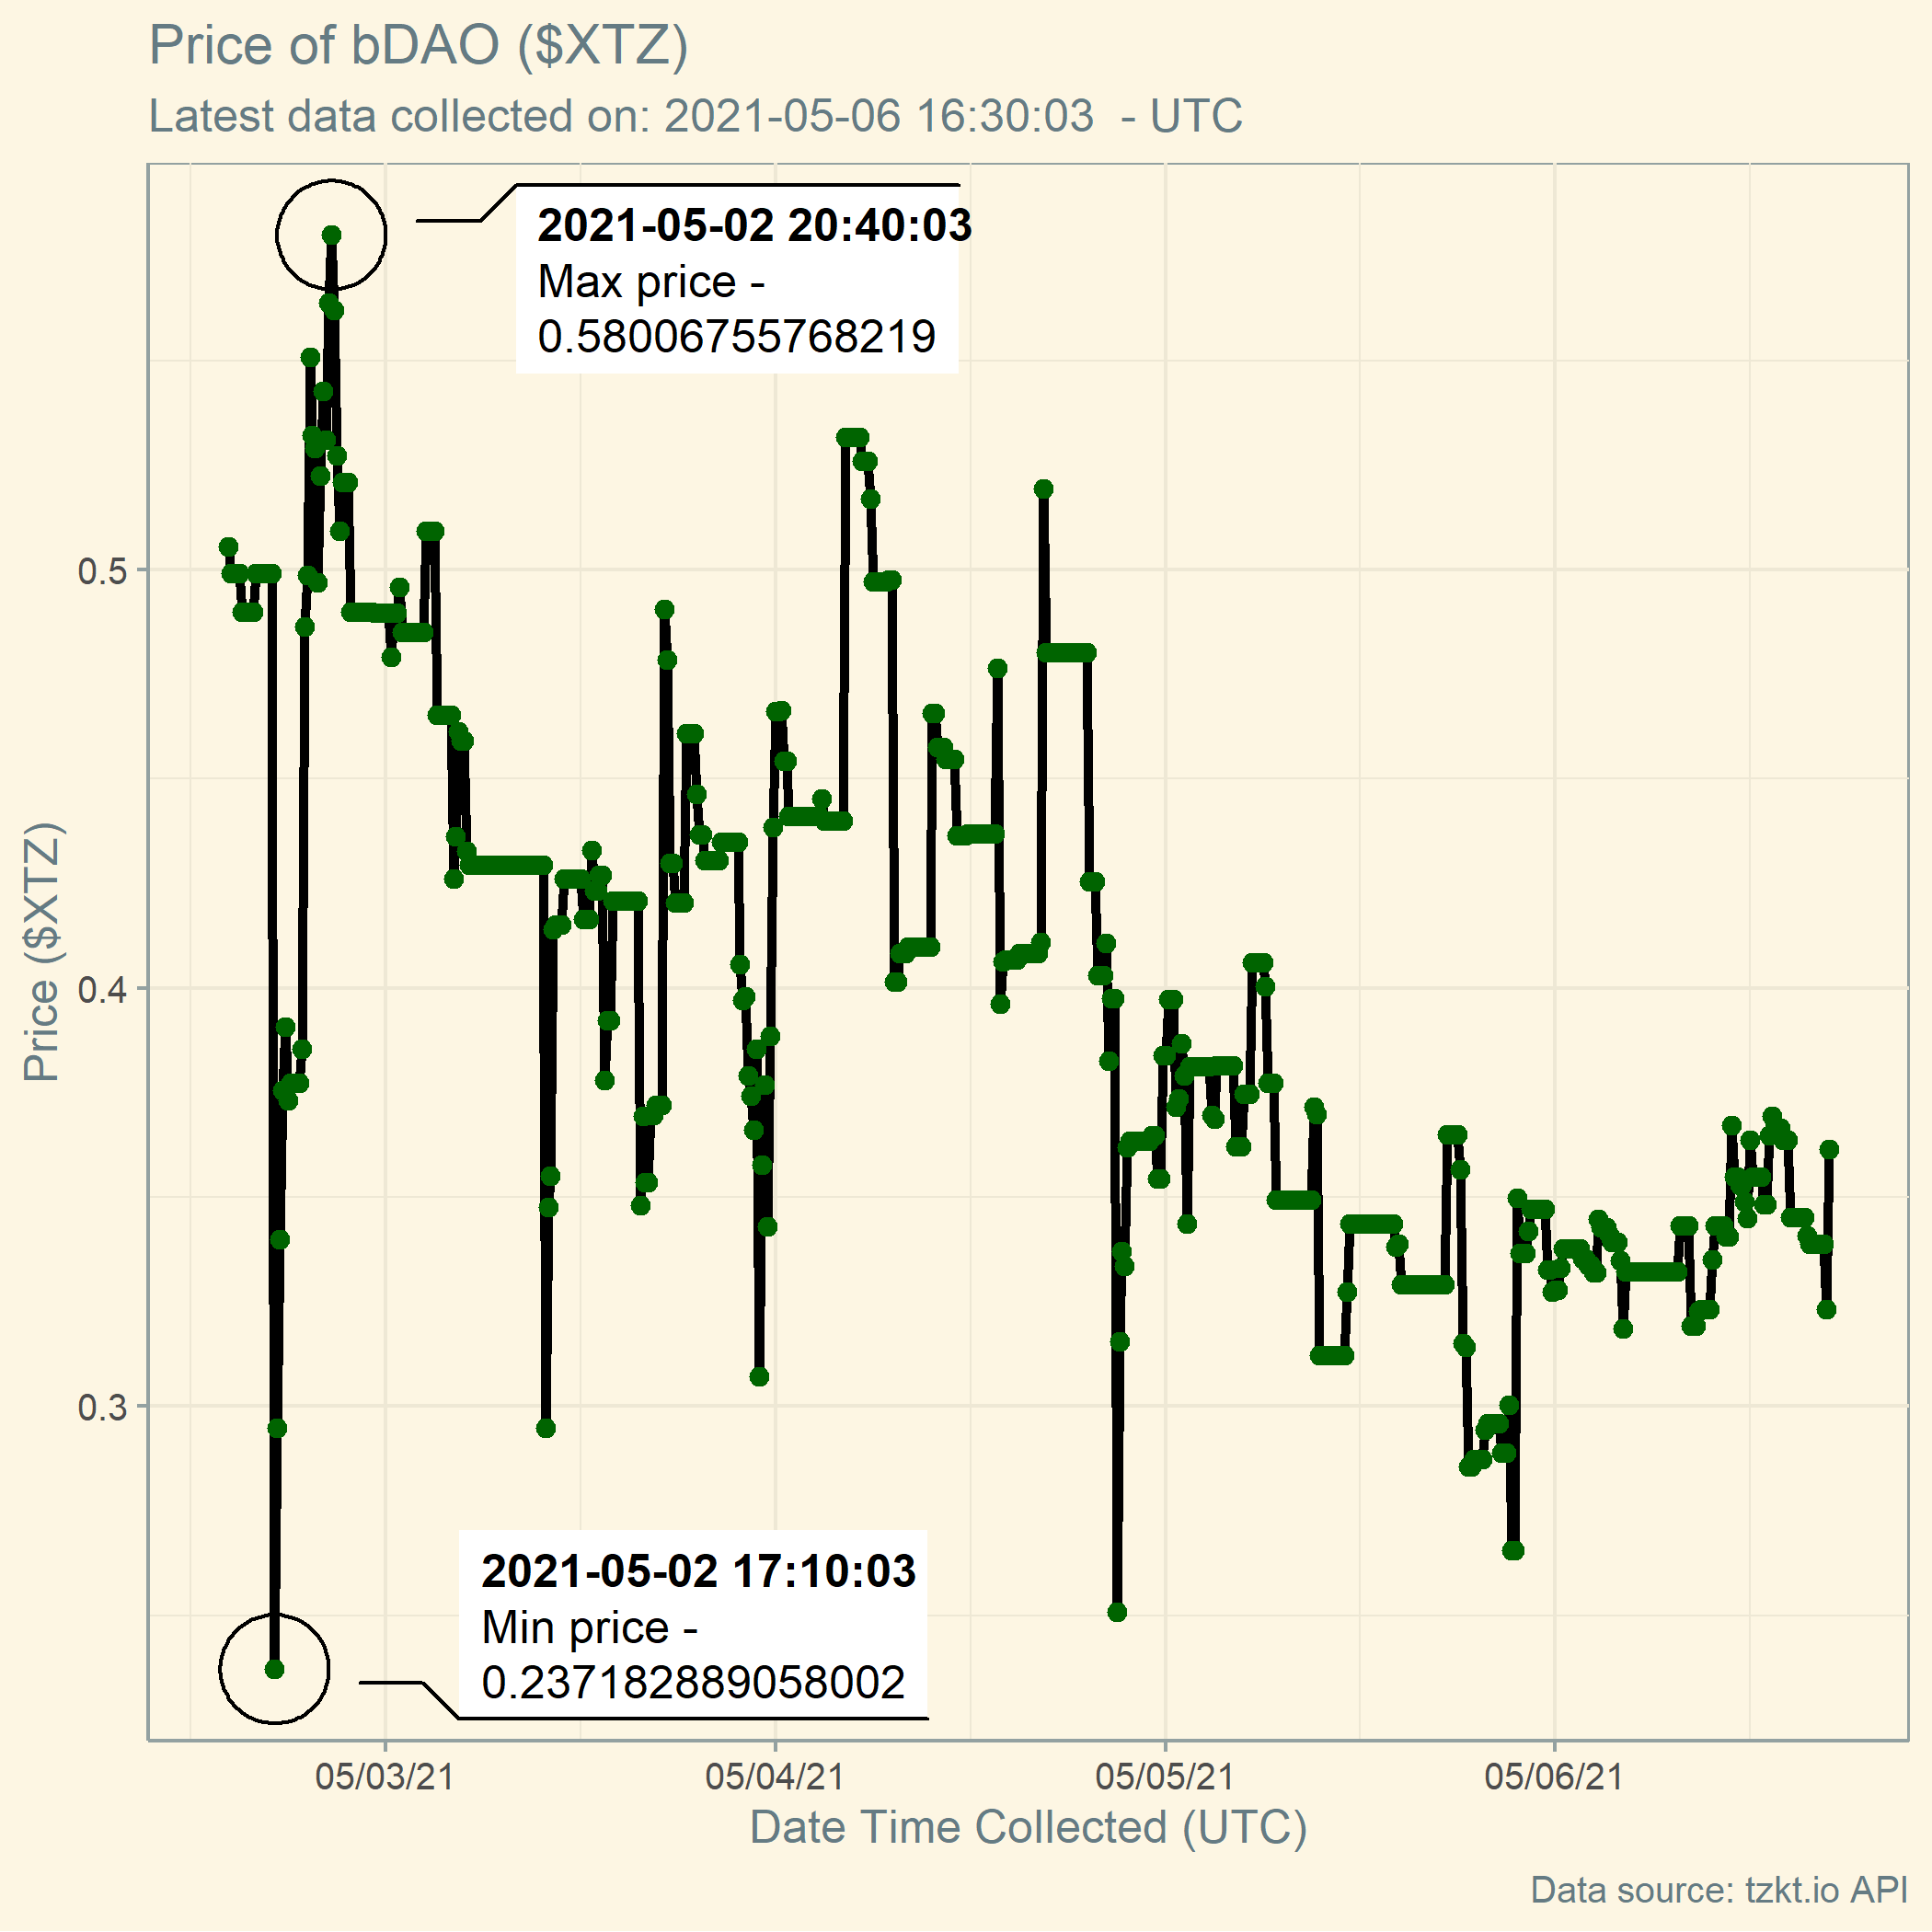 Price of bDAO ($XTZ)
Latest data collected on: 2021-05-06 16:30:03  - UTC
2021-05-02 20:40:03
Max price -
0.58006755768219
0.5
0.4
0.3
Price ($XTZ)
2021-05-02 17:10:03
Min price -
0.237182889058002
05/03/21
05/04/21
05/05/21
05/06/21
Date Time Collected (UTC)
Data source: tzkt.io API